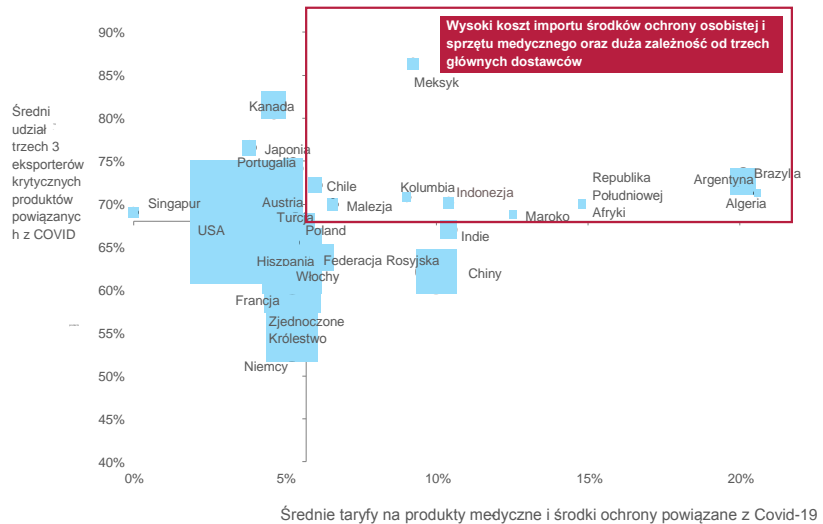 Wysoki koszt importu środków ochrony osobistej i
sprzętu medycznego oraz duża zależność od trzech
głównych dostawców
Średni
udział
trzech 3
eksporterów
krytycznych
produktów
powiązanyc
h z COVID
90%
85%
80%
75%
70%
65%
60%
55%
50%
45%
40%
Meksyk
Kanada
Japonia
Portugalia
Singapur
USA
Austria
Turcja
Chile
Malezja
Kolumbia
Indonezja
Maroko
Republika
Południowej
Afryki
Argentyna
Brazylia
Algeria
Poland
Indie
Hiszpania
Federacja Rosyjska
Włochy
Chiny
Francja
Zjednoczone
Królestwo
Niemcy
0%
5%
10%
15%
20%
Średnie taryfy na produkty medyczne i środki ochrony powiązane z Covid-19